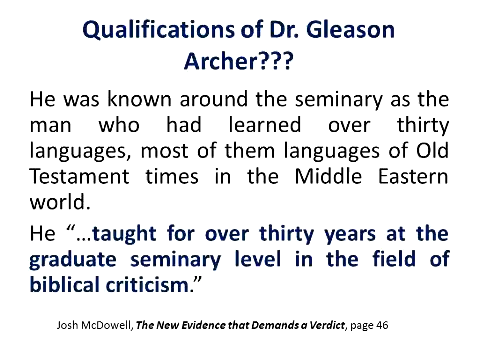 Qualifications of Dr. Gleason
Archer???
He was known around the seminary as the
man who had learned over thirty
languages, most of them languages of Old
Testament times in the Middle Eastern
world.
He “…taught for over thirty years at the
graduate seminary level in the field of
biblical criticism.”
Josh McDowell, The New Evidence that Demands a Verdict, page 46